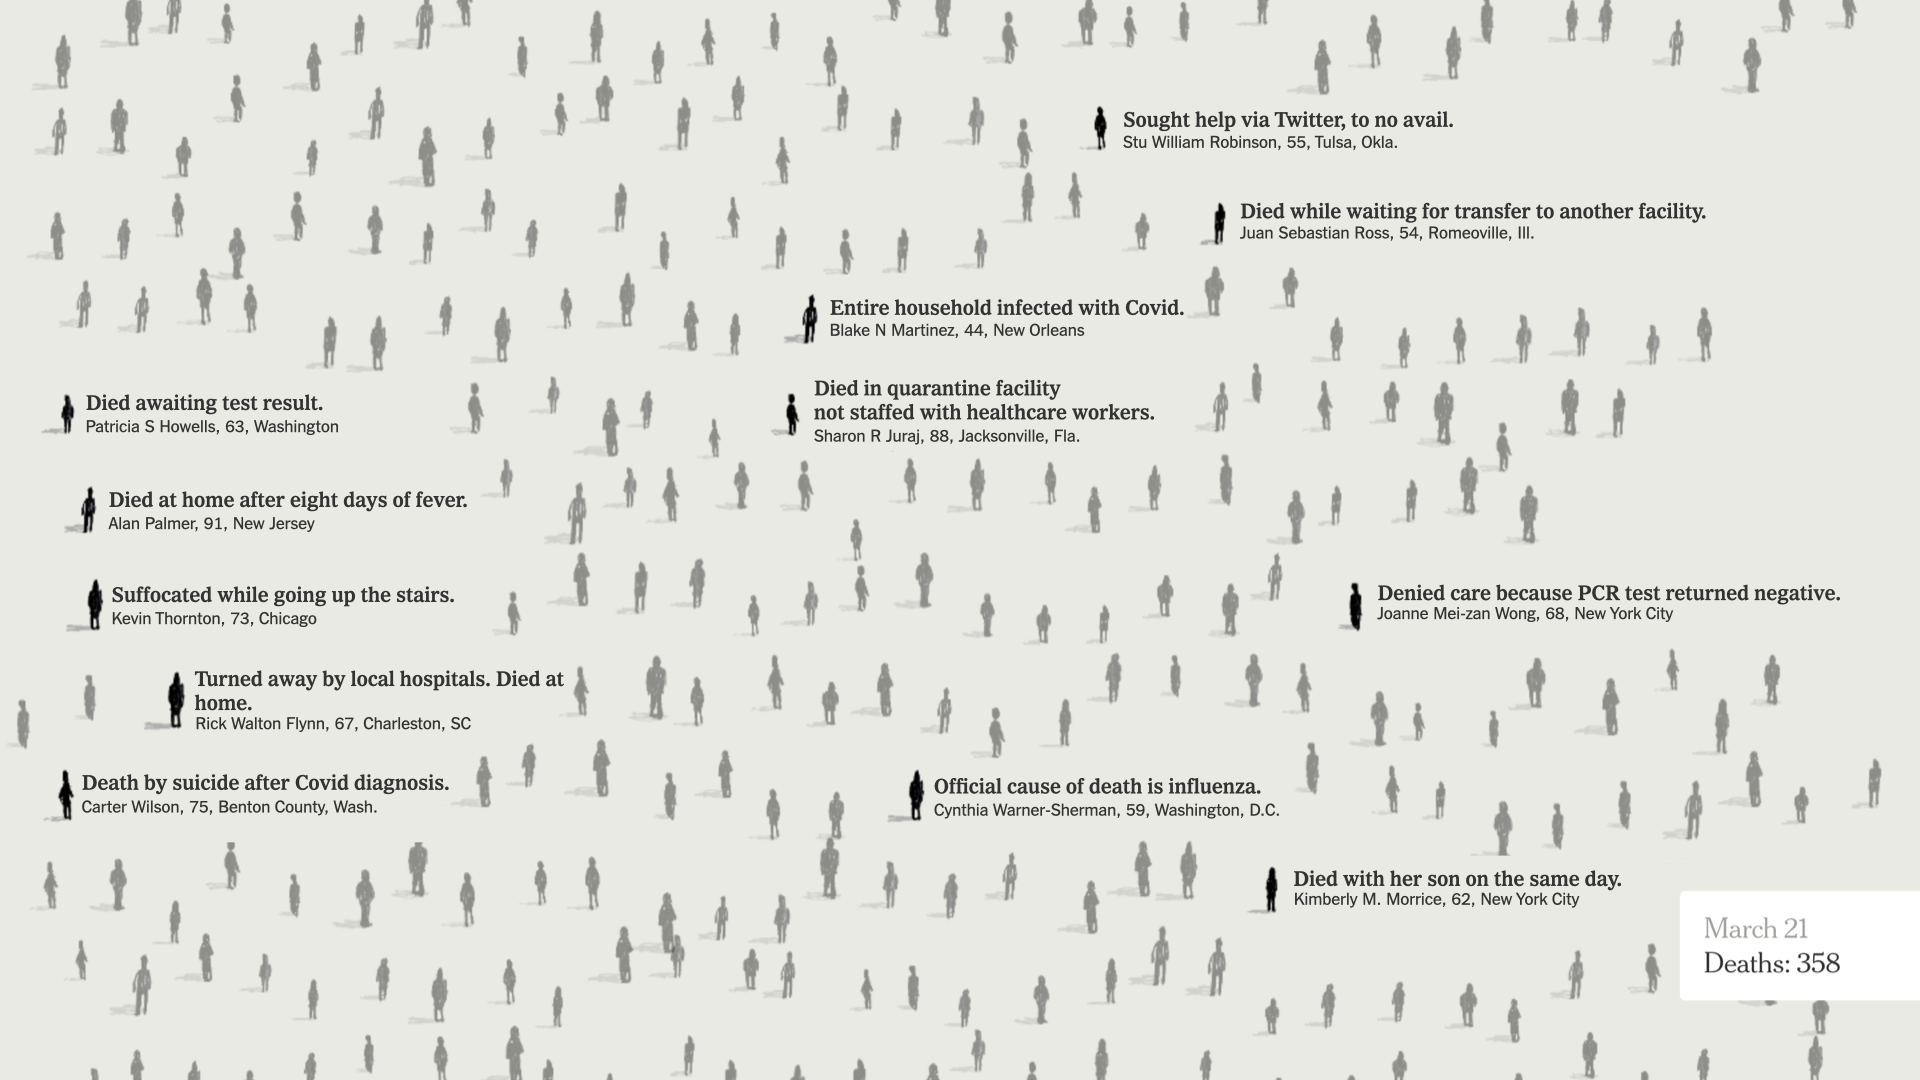 Sought help via Twitter, to no avail.
Stu William Robinson, 55, Tulsa, Okla.
Died while waiting for transfer to another facility.
Juan Sebastian Ross, 54, Romeoville, Ill.
Entire household infected with Covid.
Blake N Martinez, 44, New Orleans
Died awaiting test result.
Patricia S Howells, 63, Washington
Died in quarantine facility
not staffed with healthcare workers.
Sharon R Juraj, 88, Jacksonville, Fla.
Died at home after eight days of fever.
Alan Palmer, 91, New Jersey
Suffocated while going up the stairs.
Kevin Thornton, 73, Chicago
Denied care because PCR test returned negative.
Joanne Mei-zan Wong, 68, New York City
Turned away by local hospitals. Died at
home.
Rick Walton Flynn, 67, Charleston, SC
Death by suicide after Covid diagnosis.
Carter Wilson, 75, Benton County, Wash.
Official cause of death is influenza.
Cynthia Warner-Sherman, 59, Washington, D.C.
Died with her son on the same day.
Kimberly M. Morrice, 62, New York City
March 21
Deaths: 358